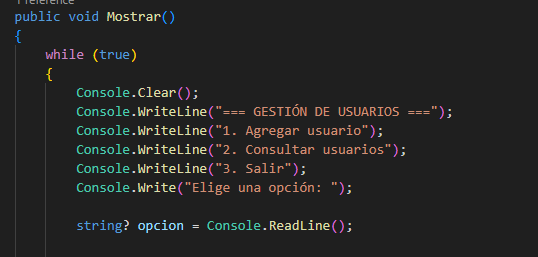 1 reference
public void Mostrar()
{
while (true)
{
Console.Clear();
Console.WriteLine("=== GESTIÓN DE USUARIOS ===");
Console.WriteLine("1. Agregar usuario");
Console.WriteLine("2. Consultar usuarios");
Console.WriteLine("3. Salir");
Console.Write("Elige una opción: ");
string? opcion = Console.ReadLine();